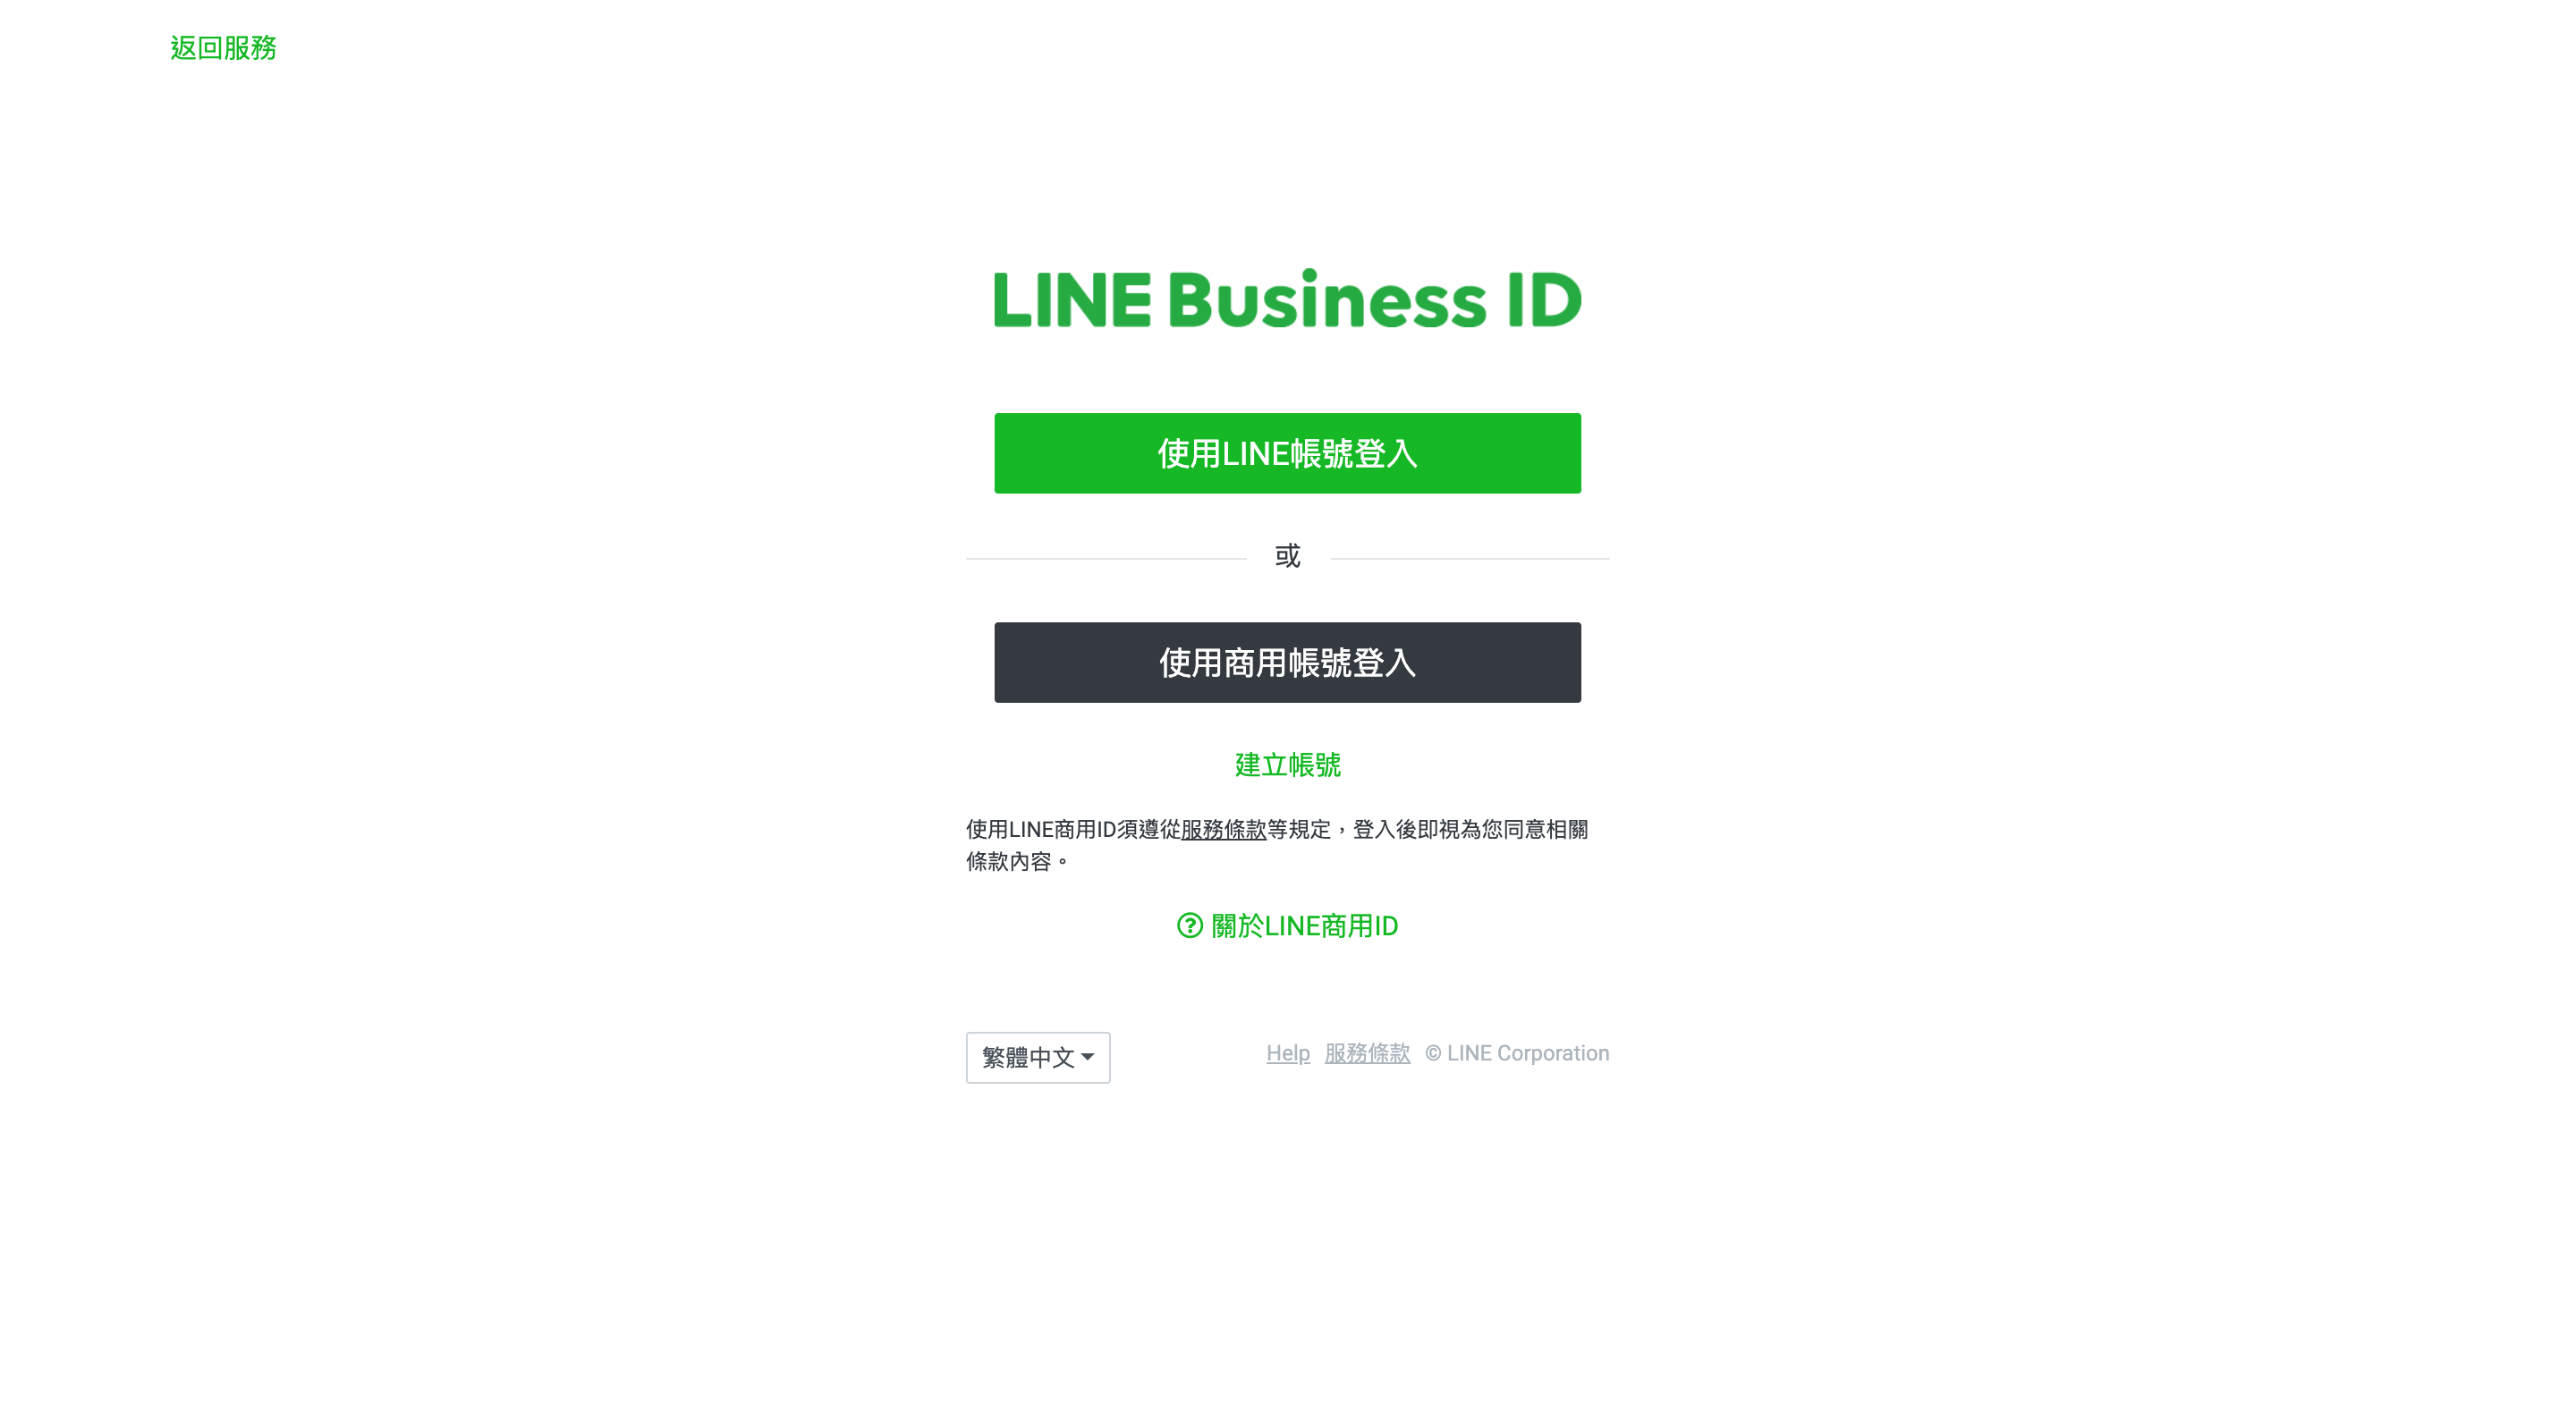 返回服務
LINE Business ID
使用LINE帳號登入
或
使用商用帳號登入
建立帳號
使用LINE商用ID須遵從服務條款等規定，登入後即視為您同意相關
條款內容。
關於LINE商用ID
繁體中文
Help 服務條款 © LINE Corporation